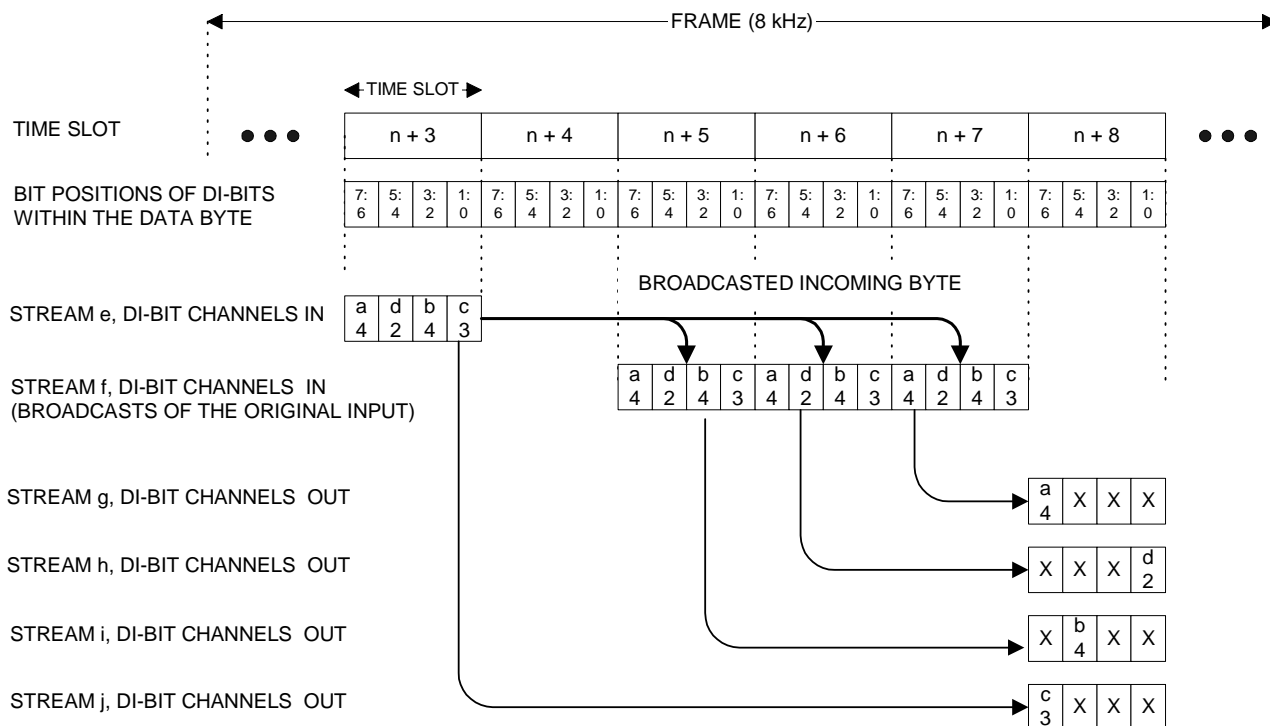 FRAME (8 kHz)
TIME SLOT
TIME SLOT
n + 3 n + 4 n + 5 n + 6 n + 7 n + 8
BIT POSITIONS OF DI-BITS
WITHIN THE DATA BYTE
7: 5: 3: 1: 7: 5: 3: 1: 7: 5: 3: 1: 7: 5: 3: 1: 7: 5: 3: 1: 7: 5: 3: 1:
6 4 2 0 6 4 2 0 6 4 2 0 6 4 2 0 6 4 2 0 6 4 2 0
BROADCASTED INCOMING BYTE
STREAM e, DI-BIT CHANNELS IN
a d b c
4 2 4 3
STREAM f, DI-BIT CHANNELS IN
(BROADCASTS OF THE ORIGINAL INPUT)
a d b c a d b c a d b c
4 2 4 3 4 2 4 3 4 2 4 3
STREAM g, DI-BIT CHANNELS OUT
a X X X
4
STREAM h, DI-BIT CHANNELS OUT
X X X d
2
STREAM i, DI-BIT CHANNELS OUT
X b X X
4
STREAM j, DI-BIT CHANNELS OUT
c X X X
3